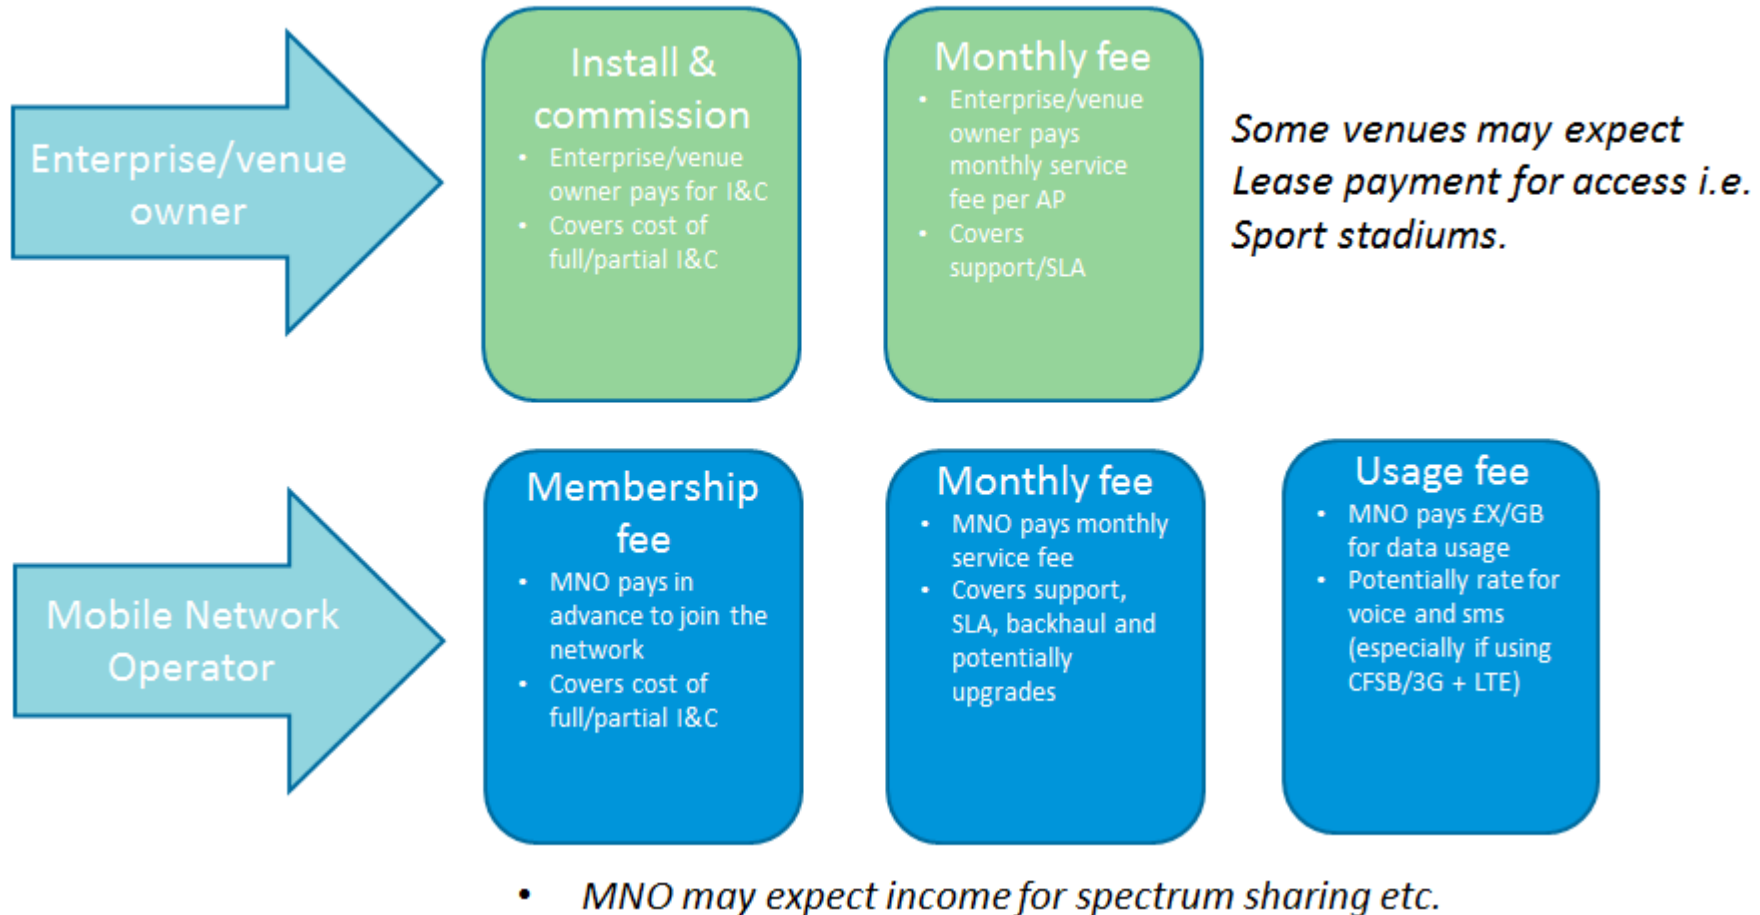 Enterprise/venue
owner
Install &
commission
• Enterprise/venue
owner pays for I&C
• Covers cost of
full/partial I&C
Monthly fee
• Enterprise/venue
owner pays
monthly service
fee per AP
• Covers
support/SLA
Some venues may expect
Lease payment for access i.e.
Sport stadiums.
Mobile Network
Operator
Membership
fee
• MNO pays in
advance to join the
network
• Covers cost of
full/partial I&C
Monthly fee
• MNO pays monthly
service fee
• Covers support,
SLA, backhaul and
potentially
upgrades
Usage fee
• MNO pays £X/GB
for data usage
• Potentially rate for
voice and sms
(especially if using
CFSB/3G + LTE)
• MNO may expect income for spectrum sharing etc.